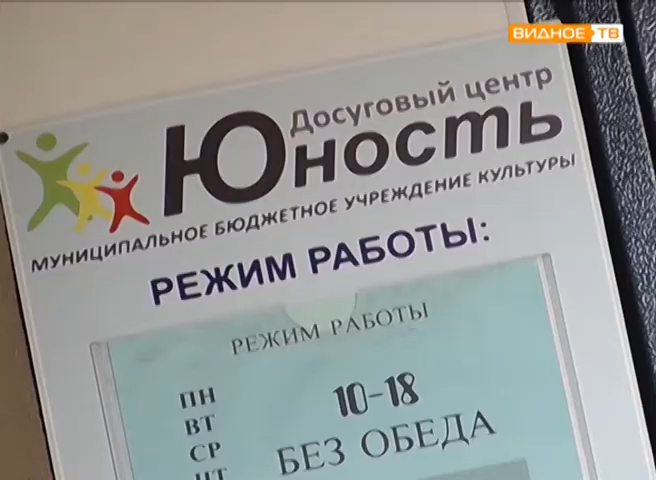 ВИДНОЕ ТВ
Досуговый центр
Юность
МУНИЦИПАЛЬНОЕ БЮДЖЕТНОЕ УЧРЕЖДЕНИЕ КУЛЬТУРЫ
РЕЖИМ РАБОТЫ:
РЕЖИМ РАБОТЫ
ПН
10-18
ВТ
СР
БЕЗ ОБЕДА
ЧТ